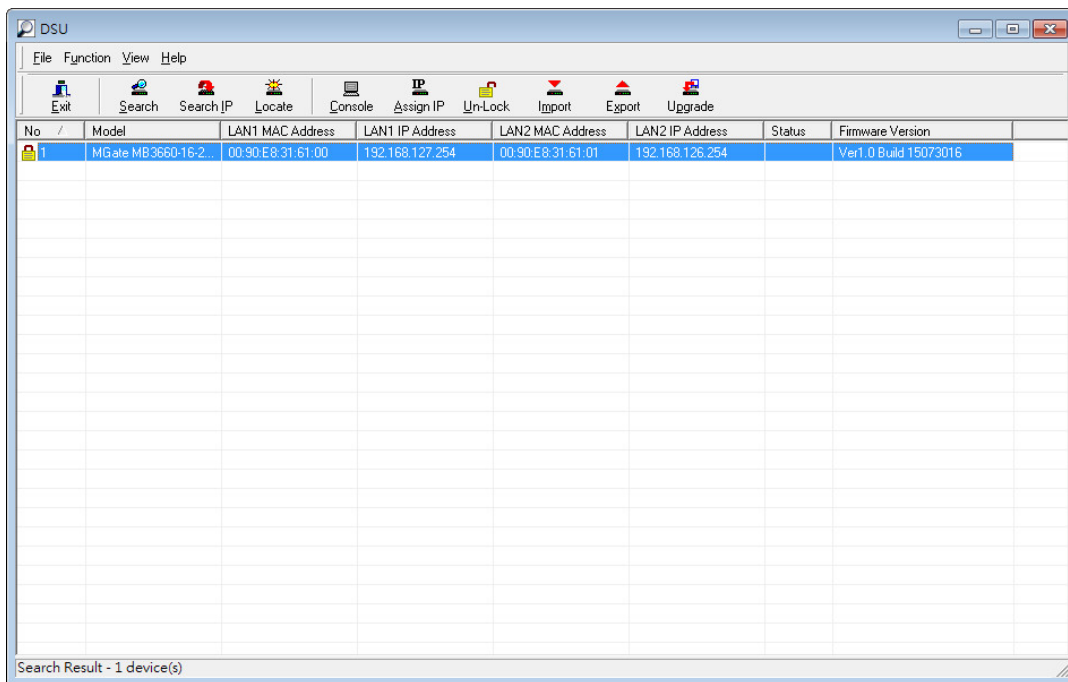 DSU
File Function View Help
IP
Exit Search Search IP Locate Console Assign IP Un-Lock Import Export Upgrade
No / Model LAN1 MAC Address LAN1 IP Address LAN2 MAC Address LAN2 IP Address Status Firmware Version
1 MGate MB3660-16-2... 00:90:E8:31:61:00 192.168.127.254 00:90:E8:31:61:01 192.168.126.254 Ver1.0 Build 15073016
Search Result - 1 device(s)